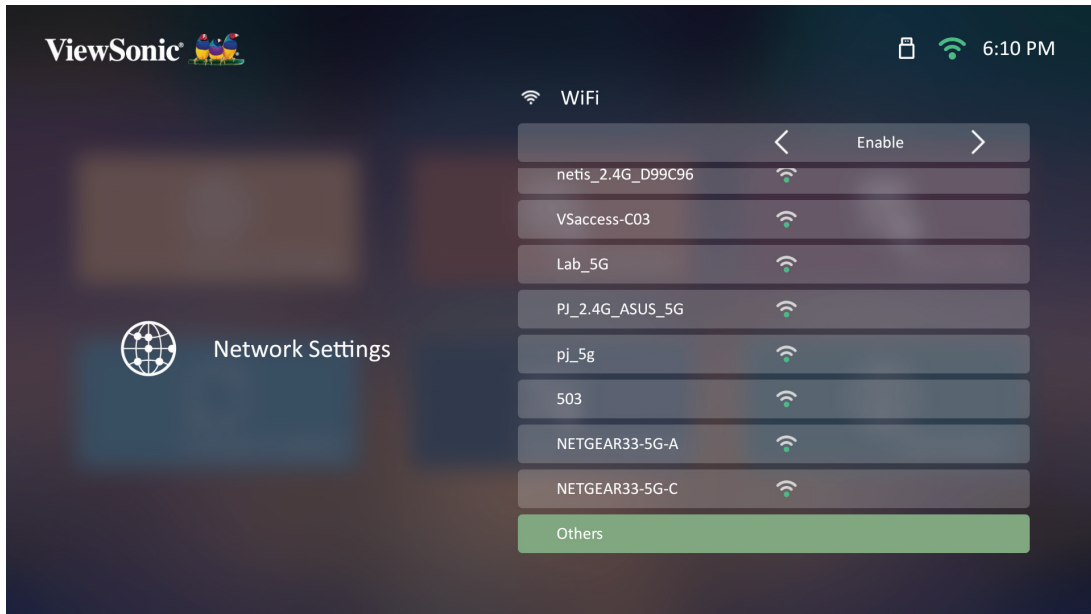 ViewSonic®
6:10 PM
WiFi
Enable
netis_2.4G_D99C96
VSaccess-C03
Lab_5G
PJ_2.4G_ASUS_5G
Network Settings
pj_5g
503
NETGEAR33-5G-A
NETGEAR33-5G-C
Others